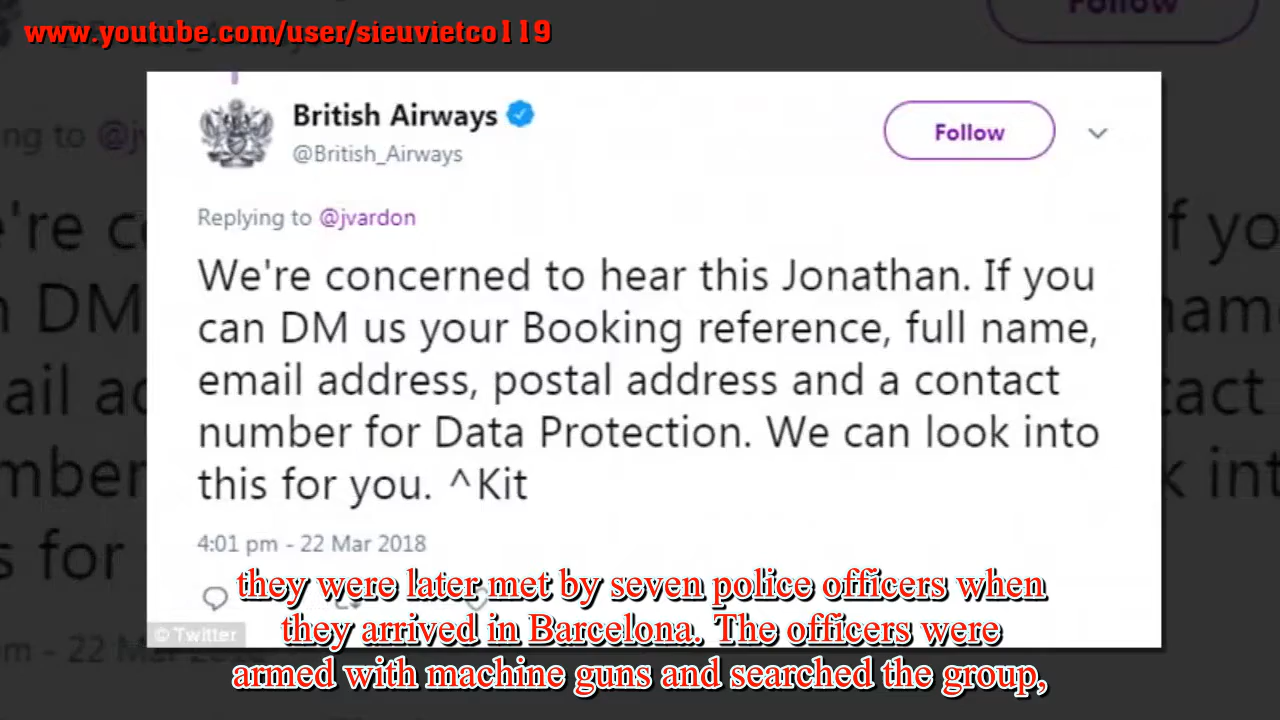 www.youtube.com/user/sieuvietco119
Follow
British Airways
@British_Airways
Follow
Replying to @jvardon
We're concerned to hear this Jonathan. If you
can DM us your Booking reference, full name,
email address, postal address and a contact
number for Data Protection. We can look into
this for you. ^Kit
4:01 pm - 22 Mar 2018
© Twitter
they were later met by seven police officers when
they arrived in Barcelona. The officers were
armed with machine guns and searched the group,